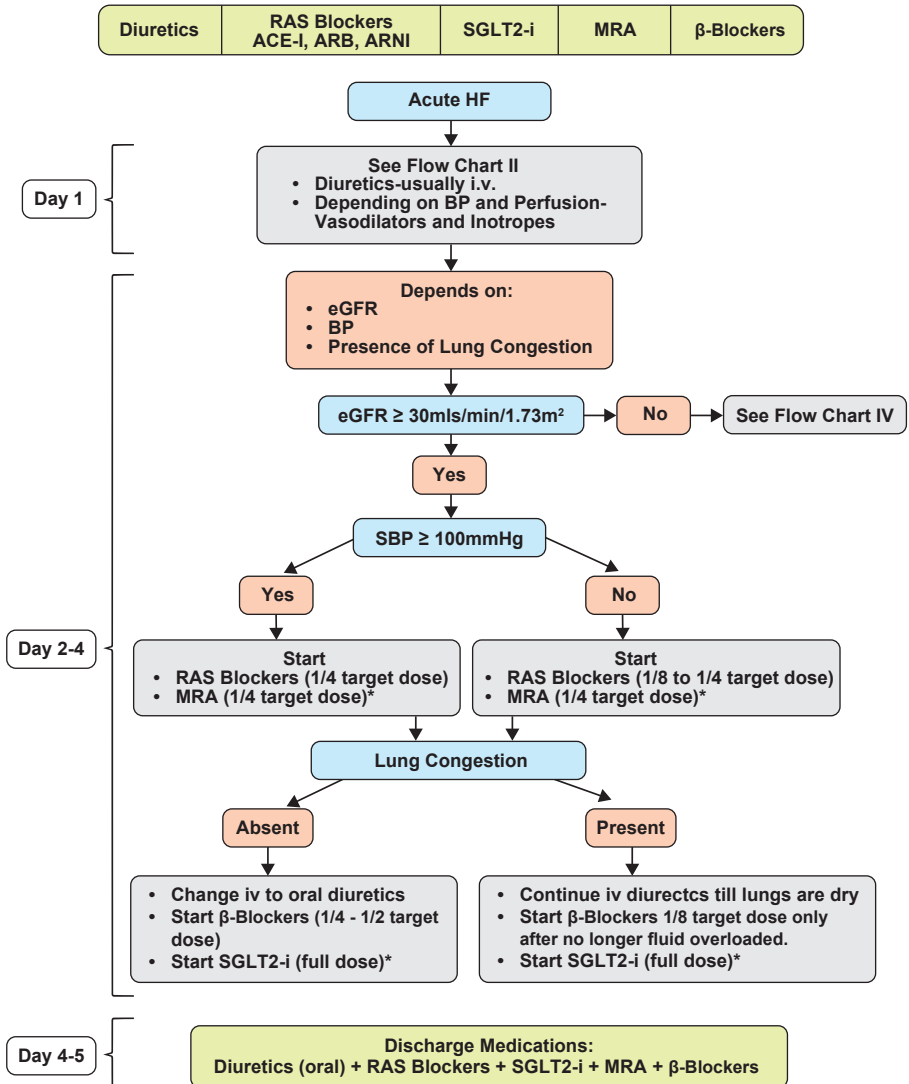 Diuretics
RAS Blockers
ACE-I, ARB, ARNI
SGLT2-i
MRA
β-Blockers
Acute HF
Day 1
See Flow Chart II
• Diuretics-usually i.v.
• Depending on BP and Perfusion-
Vasodilators and Inotropes
Depends on:
• eGFR
• BP
• Presence of Lung Congestion
eGFR ≥ 30mls/min/1.73m²
No
See Flow Chart IV
Yes
SBP ≥ 100mmHg
Yes
No
Day 2-4
Start
• RAS Blockers (1/4 target dose)
• MRA (1/4 target dose)*
Start
• RAS Blockers (1/8 to 1/4 target dose)
• MRA (1/4 target dose)*
Lung Congestion
Absent
Present
• Change iv to oral diuretics
• Start β-Blockers (1/4 - 1/2 target
dose)
• Start SGLT2-i (full dose)*
• Continue iv diurectcs till lungs are dry
• Start β-Blockers 1/8 target dose only
after no longer fluid overloaded.
• Start SGLT2-i (full dose)*
Day 4-5
Discharge Medications:
Diuretics (oral) + RAS Blockers + SGLT2-i + MRA + β-Blockers